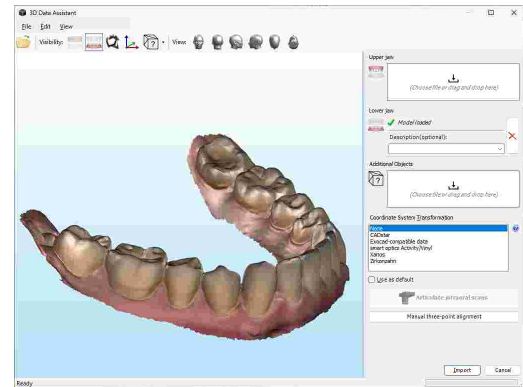 3D Data Assistant
File Edit View
Visibility: View:
Upper jaw
(Choose file or drag and drop here)
Lower jaw
Model loaded
Description(optional):
Additional Objects
(Choose file or drag and drop here)
Coordinate System Transformation
None
CADstar
Exocad-compatible data
smart optics Activity/Vinyl
Xanos
Zirkonzahn
Use as default
Articulate intraoral scans
Manual three-point alignment
Import Cancel
Ready